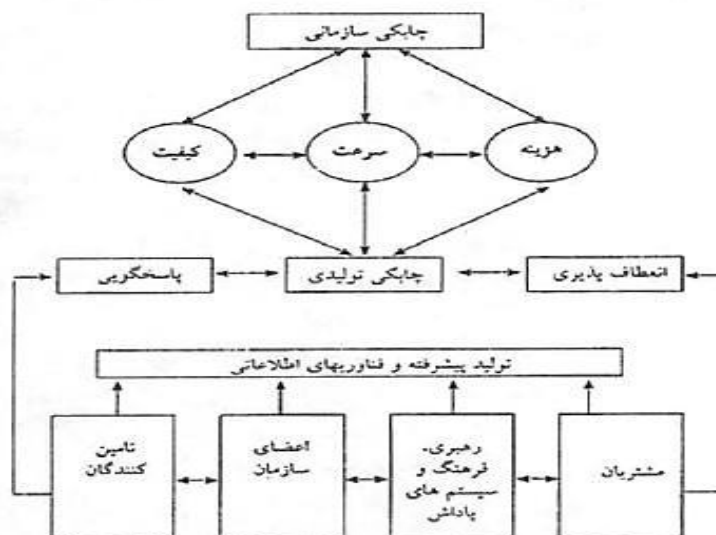 چابکی سازمانی
هزینه
سرعت
کیفیت
انعطاف پذیری
چابکی تولیدی
پاسخگویی
تولید پیشرفته و فناوریهای اطلاعاتی
مشتریان
رهبری-
فرهنگ و
سیستم های
پاداش
اعضای
سازمان
تامین
کنندگان